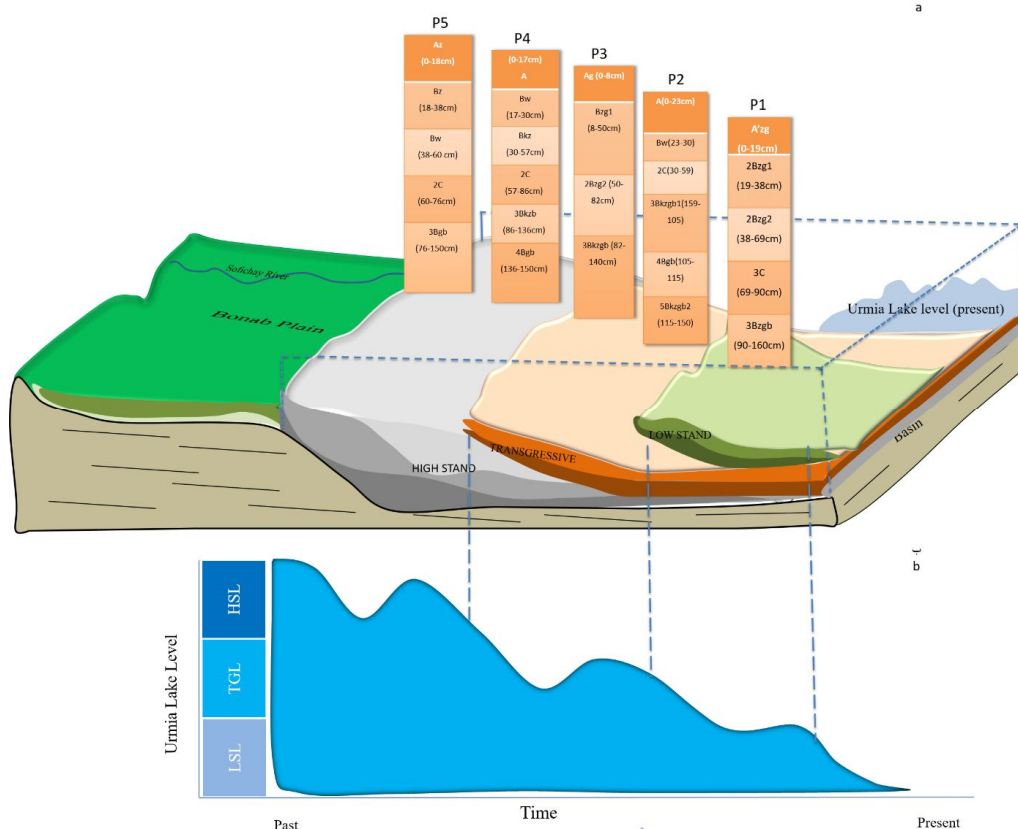 a
P5
Az
(0-18cm)
Bz
(18-38cm)
Bw
(38-60 cm)
2C
(60-76cm)
3Bgb
(76-150cm)
P4
(0-17cm)
A
Bw
(17-30cm)
Bkz
(30-57cm)
2C
(57-86cm)
3Bkzb
(86-136cm)
4Bgb
(136-150cm)
P3
Ag (0-8cm)
Bzg1
(8-50cm)
2Bzg2 (50-
82cm)
3Bkzgb (82-
140cm)
P2
A(0-23cm)
Bw(23-30)
2C(30-59)
3Bkzgb1(159-
105)
4Bgb(105-
115)
5Bkzgb2
(115-150)
P1
A'zg
(0-19cm)
2Bzg1
(19-38cm)
2Bzg2
(38-69cm)
3C
(69-90cm)
3Bzgb
(90-160cm)
Sofichay River
Bonab Plain
Urmia Lake level (present)
LOW STAND
TRANSGRESSIVE
HIGH STAND
Basin
b
Urmia Lake Level
HSL
TGL
LSL
Time
Past
Present